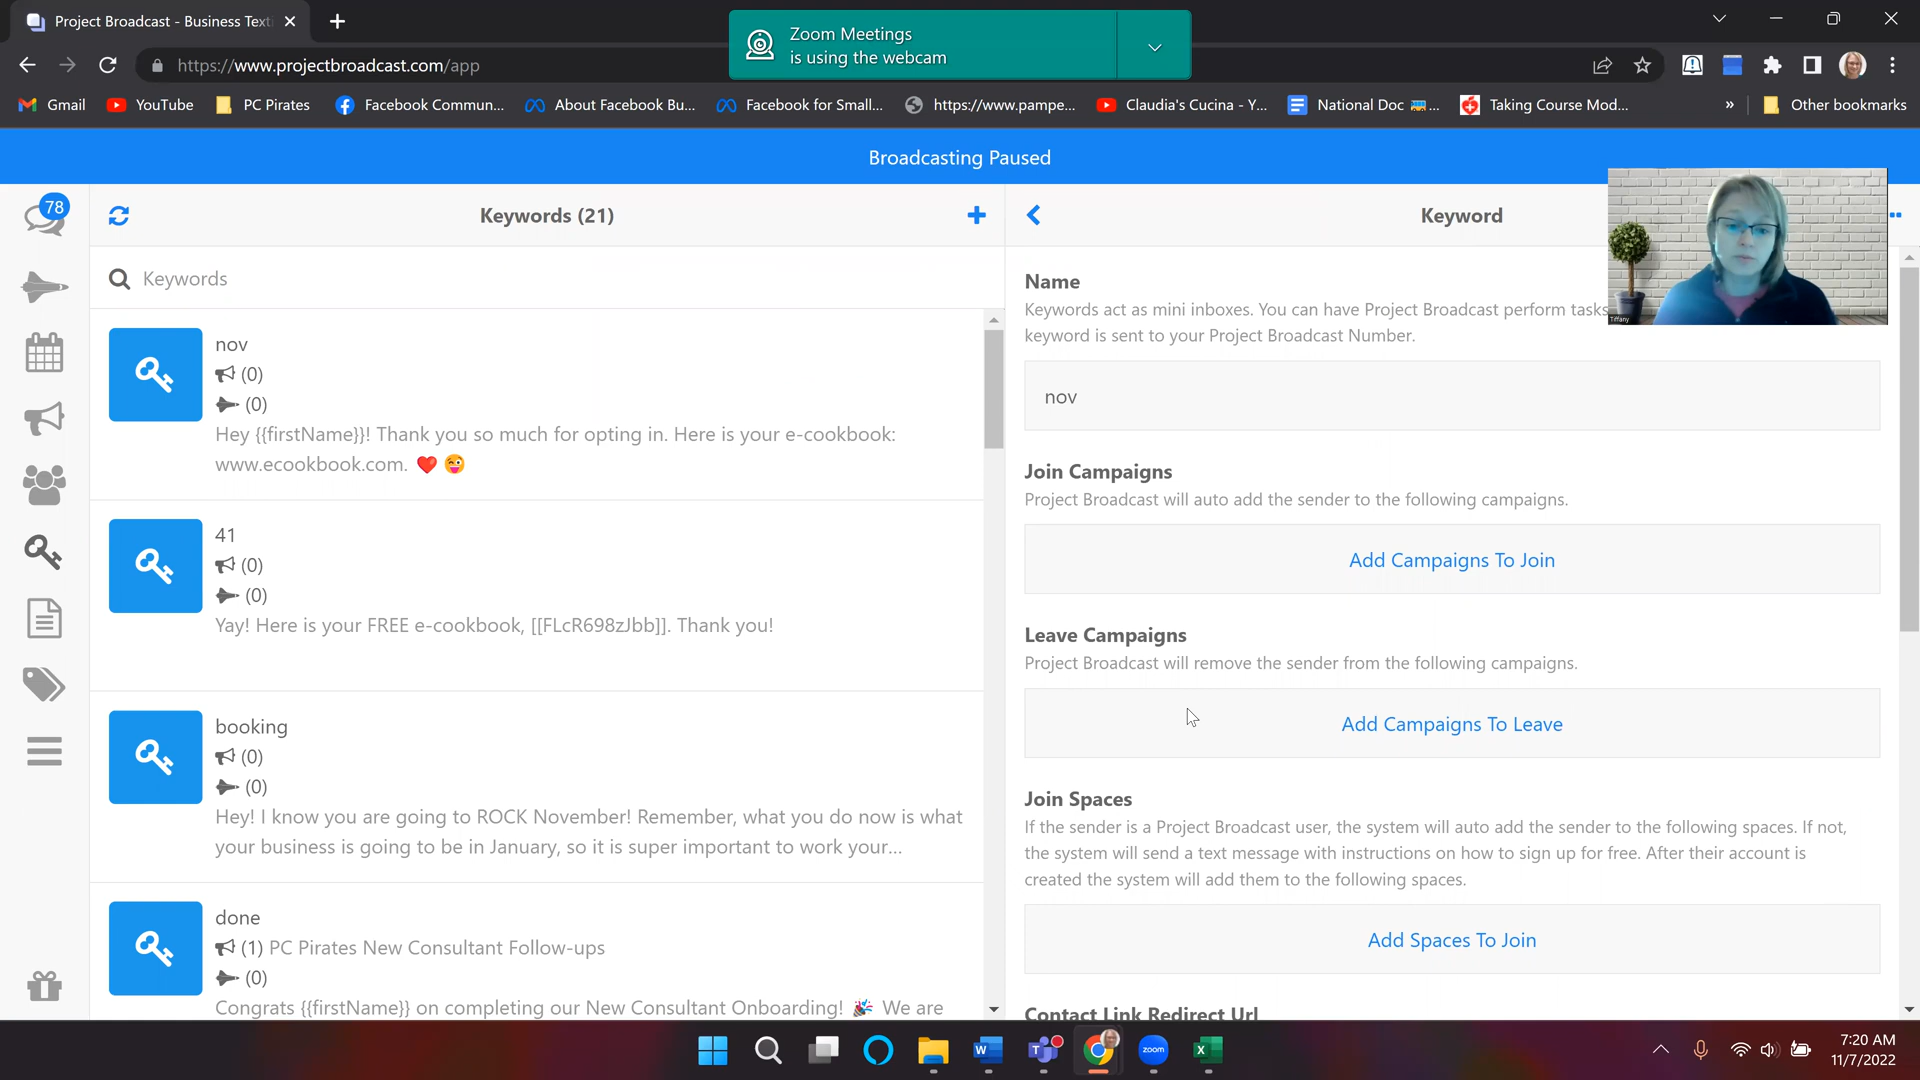 Project Broadcast - Business Texti
Zoom Meetings
is using the webcam
https://www.projectbroadcast.com/app
Gmail
YouTube
PC Pirates
Facebook Commun...
About Facebook Bu...
Facebook for Small...
https://www.pampe...
Claudia's Cucina - Y...
National Doc 🚌...
Taking Course Mod...
»
Other bookmarks
Broadcasting Paused
78
Keywords (21)
Keyword
Keywords
nov
(0)
(0)
Hey {{firstName}}! Thank you so much for opting in. Here is your e-cookbook:
www.ecookbook.com. ❤️ 😜
41
(0)
(0)
Yay! Here is your FREE e-cookbook, [[FLcR698zJbb]]. Thank you!
booking
(0)
(0)
Hey! I know you are going to ROCK November! Remember, what you do now is what
your business is going to be in January, so it is super important to work your...
done
(1) PC Pirates New Consultant Follow-ups
(0)
Congrats {{firstName}} on completing our New Consultant Onboarding! 🎉 We are
Name
Keywords act as mini inboxes. You can have Project Broadcast perform tasks
keyword is sent to your Project Broadcast Number.
nov
Join Campaigns
Project Broadcast will auto add the sender to the following campaigns.
Add Campaigns To Join
Leave Campaigns
Project Broadcast will remove the sender from the following campaigns.
Add Campaigns To Leave
Join Spaces
If the sender is a Project Broadcast user, the system will auto add the sender to the following spaces. If not,
the system will send a text message with instructions on how to sign up for free. After their account is
created the system will add them to the following spaces.
Add Spaces To Join
Contact Link Redirect Url
Tiffany
W
T
zoom
X
7:20 AM
11/7/2022